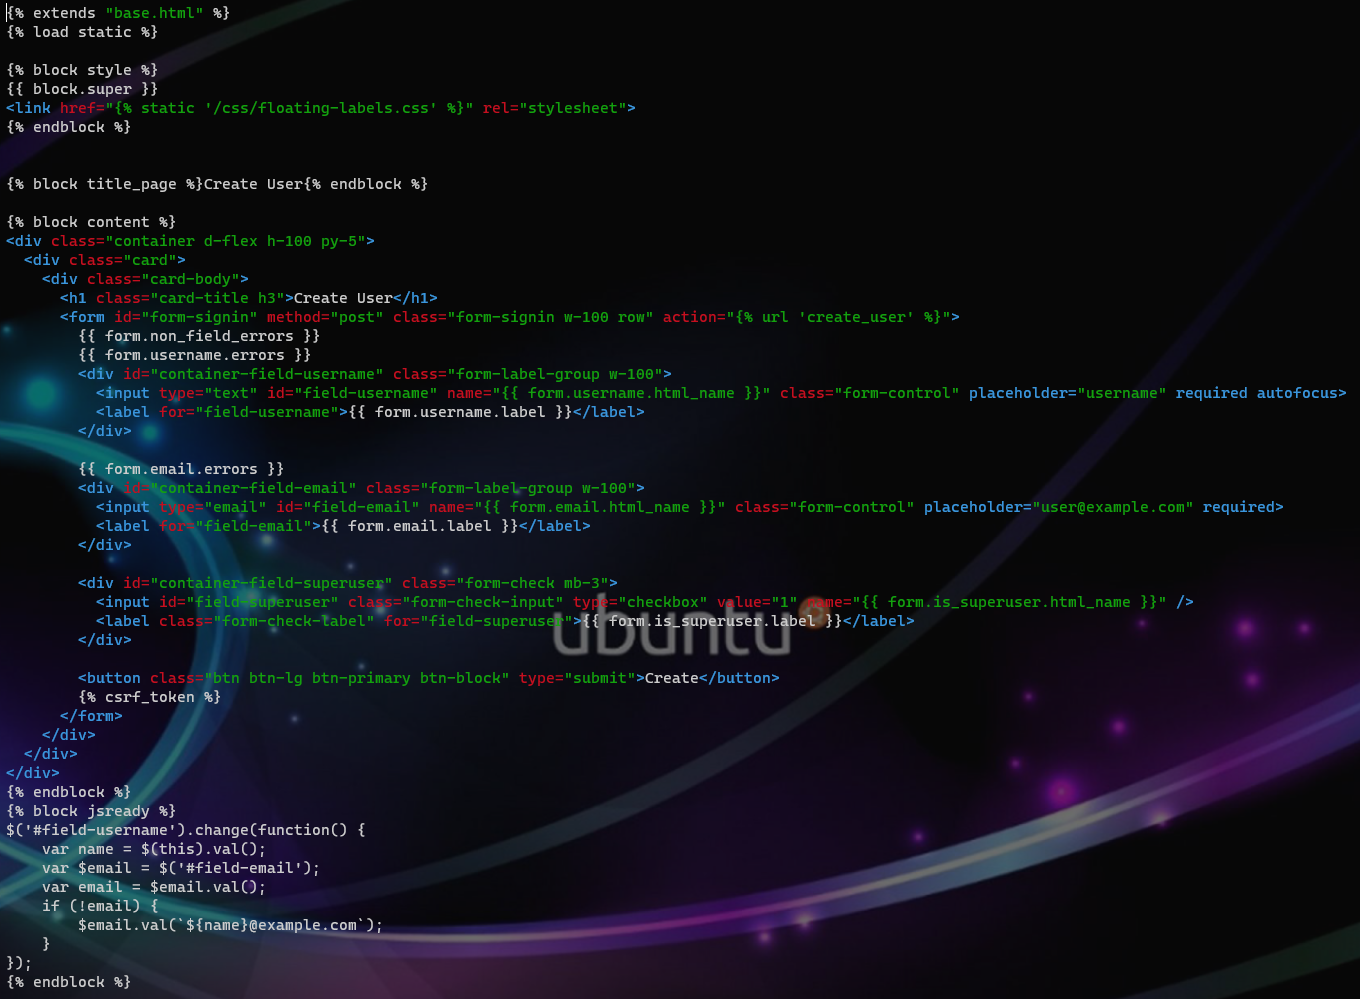 {% extends "base.html" %}
{% load static %}

{% block style %}
{{ block.super }}
<link href="{% static '/css/floating-labels.css' %}" rel="stylesheet">
{% endblock %}


{% block title_page %}Create User{% endblock %}

{% block content %}
<div class="container d-flex h-100 py-5">
  <div class="card">
    <div class="card-body">
      <h1 class="card-title h3">Create User</h1>
      <form id="form-signin" method="post" class="form-signin w-100 row" action="{% url 'create_user' %}">
        {{ form.non_field_errors }}
        {{ form.username.errors }}
        <div id="container-field-username" class="form-label-group w-100">
          <input type="text" id="field-username" name="{{ form.username.html_name }}" class="form-control" placeholder="username" required autofocus>
          <label for="field-username">{{ form.username.label }}</label>
        </div>

        {{ form.email.errors }}
        <div id="container-field-email" class="form-label-group w-100">
          <input type="email" id="field-email" name="{{ form.email.html_name }}" class="form-control" placeholder="user@example.com" required>
          <label for="field-email">{{ form.email.label }}</label>
        </div>

        <div id="container-field-superuser" class="form-check mb-3">
          <input id="field-superuser" class="form-check-input" type="checkbox" value="1" name="{{ form.is_superuser.html_name }}" />
          <label class="form-check-label" for="field-superuser">{{ form.is_superuser.label }}</label>
        </div>
ubuntu

        <button class="btn btn-lg btn-primary btn-block" type="submit">Create</button>
        {% csrf_token %}
      </form>
    </div>
  </div>
</div>
{% endblock %}
{% block jsready %}
$('#field-username').change(function() {
    var name = $(this).val();
    var $email = $('#field-email');
    var email = $email.val();
    if (!email) {
        $email.val(`${name}@example.com`);
    }
});
{% endblock %}